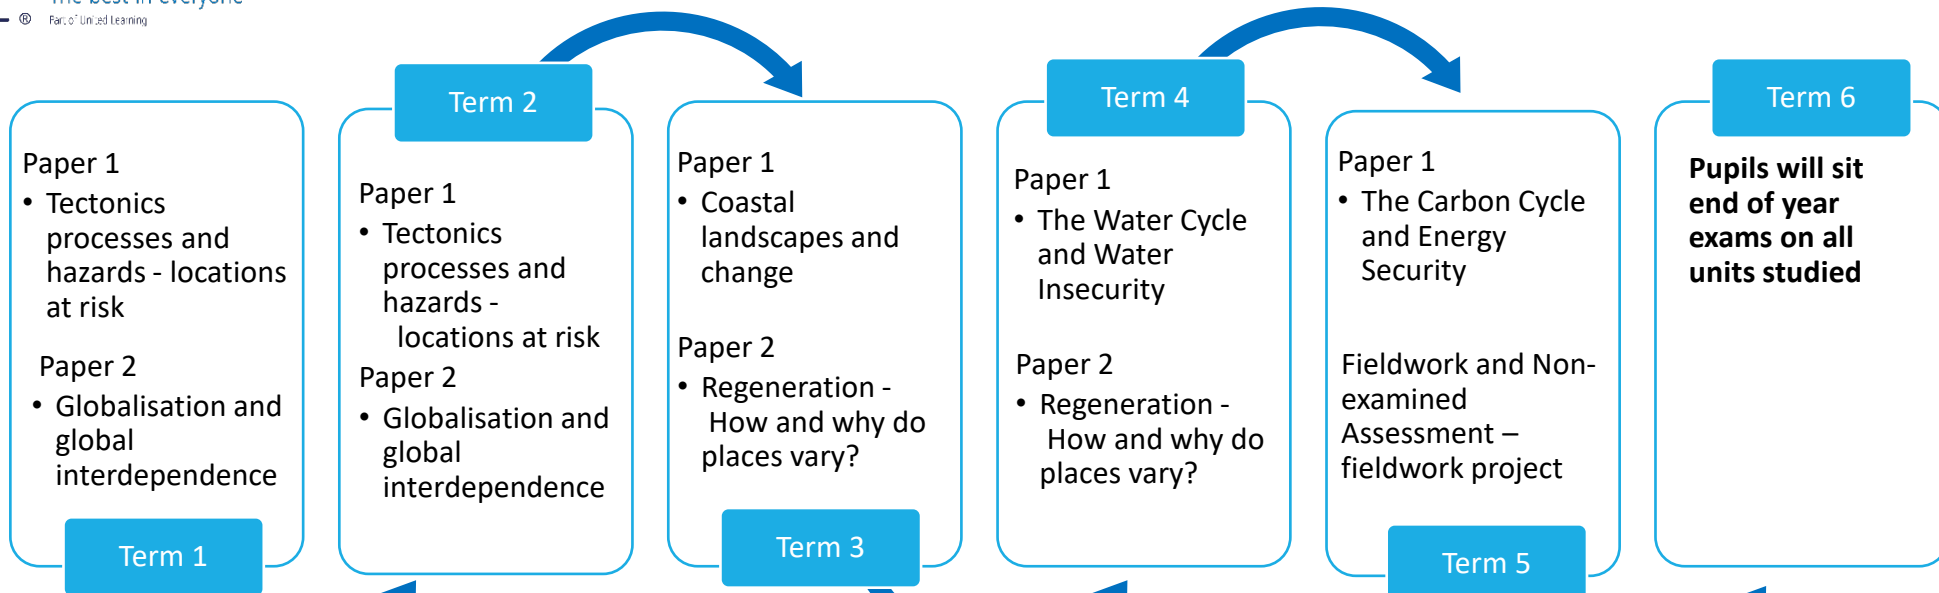 The best in everyone
® Part of United Learning
Paper 1
• Tectonics
processes and
hazards - locations
at risk
Paper 2
• Globalisation and
global
interdependence
Term 1
Term 2
Paper 1
• Tectonics
processes and
hazards -
locations at risk
Paper 2
• Globalisation and
global
interdependence
Paper 1
• Coastal
landscapes and
change
Paper 2
• Regeneration -
How and why do
places vary?
Term 3
Term 4
Paper 1
• The Water Cycle
and Water
Insecurity
Paper 2
• Regeneration -
How and why do
places vary?
Paper 1
• The Carbon Cycle
and Energy
Security
Fieldwork and Non-
examined
Assessment –
fieldwork project
Term 5
Term 6
Pupils will sit
end of year
exams on all
units studied